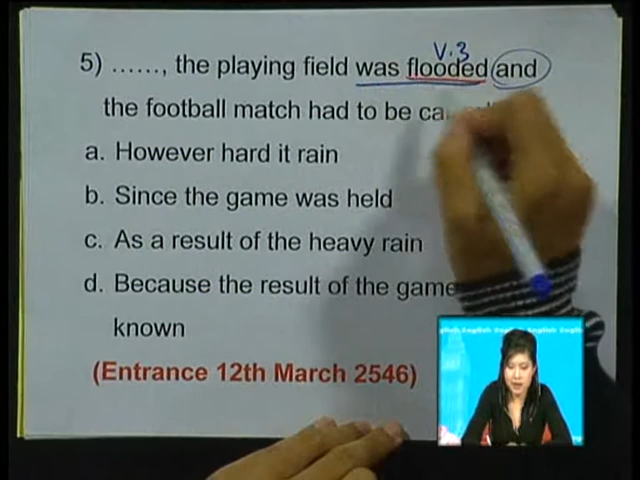 V.3
5) ......, the playing field was flooded and
the football match had to be
a. However hard it rain
b. Since the game was held
c. As a result of the heavy rain
d. Because the result of the game
known
(Entrance 12th March 2546)